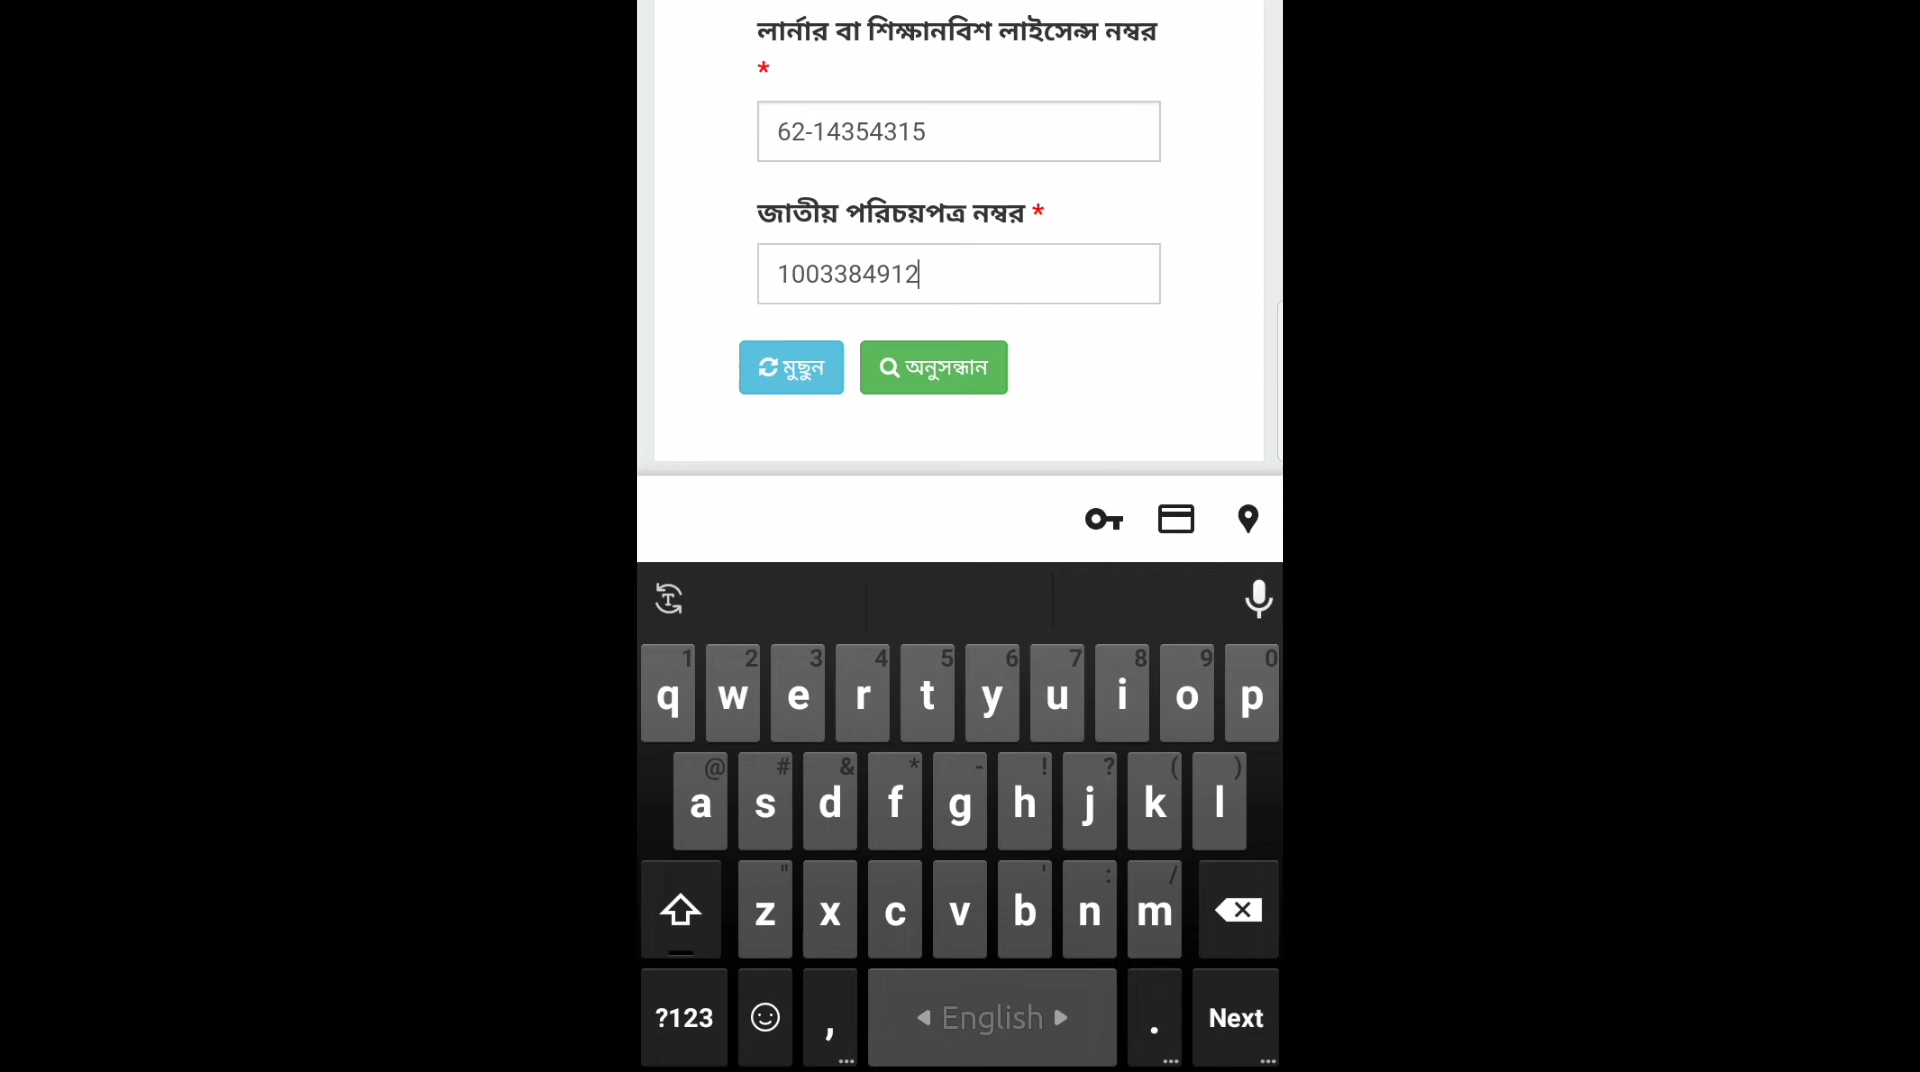 লার্নার বা শিক্ষানবিশ লাইসেন্স নম্বর
*
62-14354315
জাতীয় পরিচয়পত্র নম্বর *
1003384912
মুছুন অনুসন্ধান
1 2 3 4 5 6 7 8 9 0
q w e r t y u i o p
@ # & * - ! ? ( )
a s d f g h j k l
" ' : /
z x c v b n m
?123 , English . Next